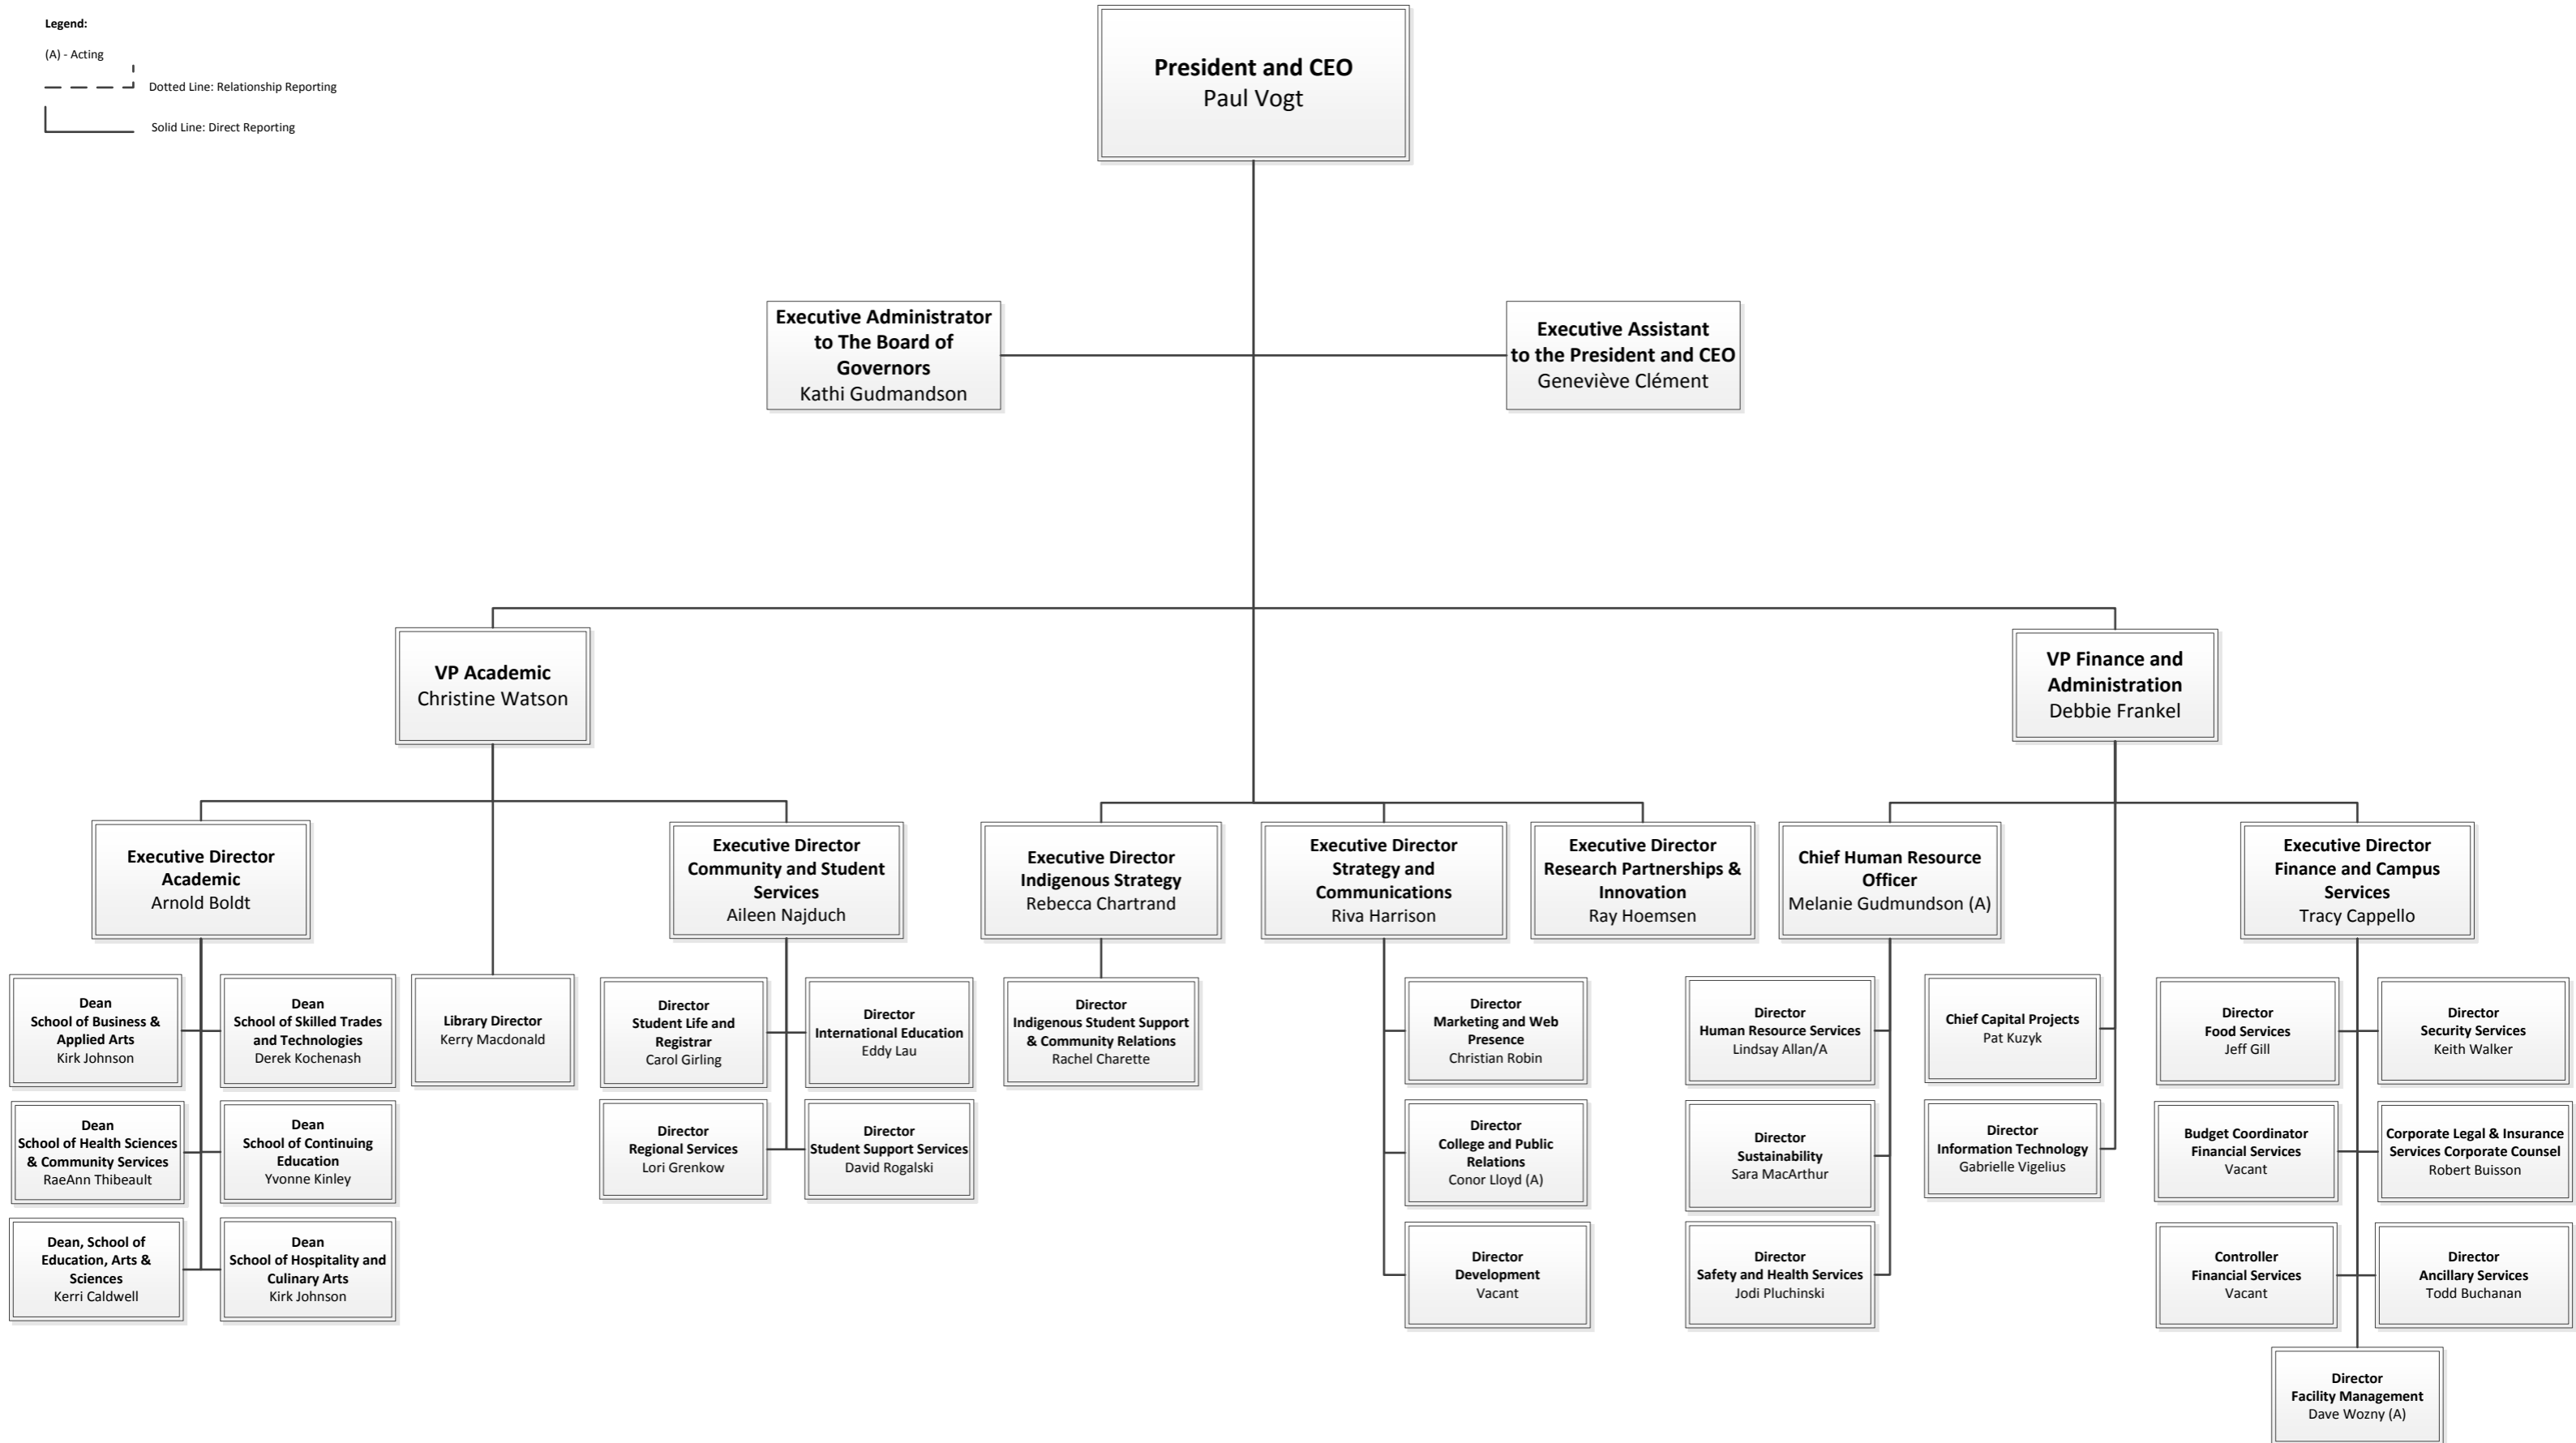 Legend:
(A) - Acting
Dotted Line: Relationship Reporting
Solid Line: Direct Reporting
President and CEO
Paul Vogt
Executive Administrator
to The Board of
Governors
Kathi Gudmandson
Executive Assistant
to the President and CEO
Geneviève Clément
VP Academic
Christine Watson
VP Finance and
Administration
Debbie Frankel
Executive Director
Academic
Arnold Boldt
Executive Director
Community and Student
Services
Aileen Najduch
Executive Director
Indigenous Strategy
Rebecca Chartrand
Executive Director
Strategy and
Communications
Riva Harrison
Executive Director
Research Partnerships &
Innovation
Ray Hoemsen
Chief Human Resource
Officer
Melanie Gudmundson (A)
Executive Director
Finance and Campus
Services
Tracy Cappello
Dean
School of Business &
Applied Arts
Kirk Johnson
Dean
School of Skilled Trades
and Technologies
Derek Kochenash
Library Director
Kerry Macdonald
Director
Student Life and
Registrar
Carol Girling
Director
International Education
Eddy Lau
Director
Indigenous Student Support
& Community Relations
Rachel Charette
Director
Marketing and Web
Presence
Christian Robin
Director
Human Resource Services
Lindsay Allan/A
Chief Capital Projects
Pat Kuzyk
Director
Food Services
Jeff Gill
Director
Security Services
Keith Walker
Dean
School of Health Sciences
& Community Services
RaeAnn Thibeault
Dean
School of Continuing
Education
Yvonne Kinley
Director
Regional Services
Lori Grenkow
Director
Student Support Services
David Rogalski
Director
College and Public
Relations
Conor Lloyd (A)
Director
Sustainability
Sara MacArthur
Director
Information Technology
Gabrielle Vigelius
Budget Coordinator
Financial Services
Vacant
Corporate Legal & Insurance
Services Corporate Counsel
Robert Buisson
Dean, School of
Education, Arts &
Sciences
Kerri Caldwell
Dean
School of Hospitality and
Culinary Arts
Kirk Johnson
Director
Development
Vacant
Director
Safety and Health Services
Jodi Pluchinski
Controller
Financial Services
Vacant
Director
Ancillary Services
Todd Buchanan
Director
Facility Management
Dave Wozny (A)